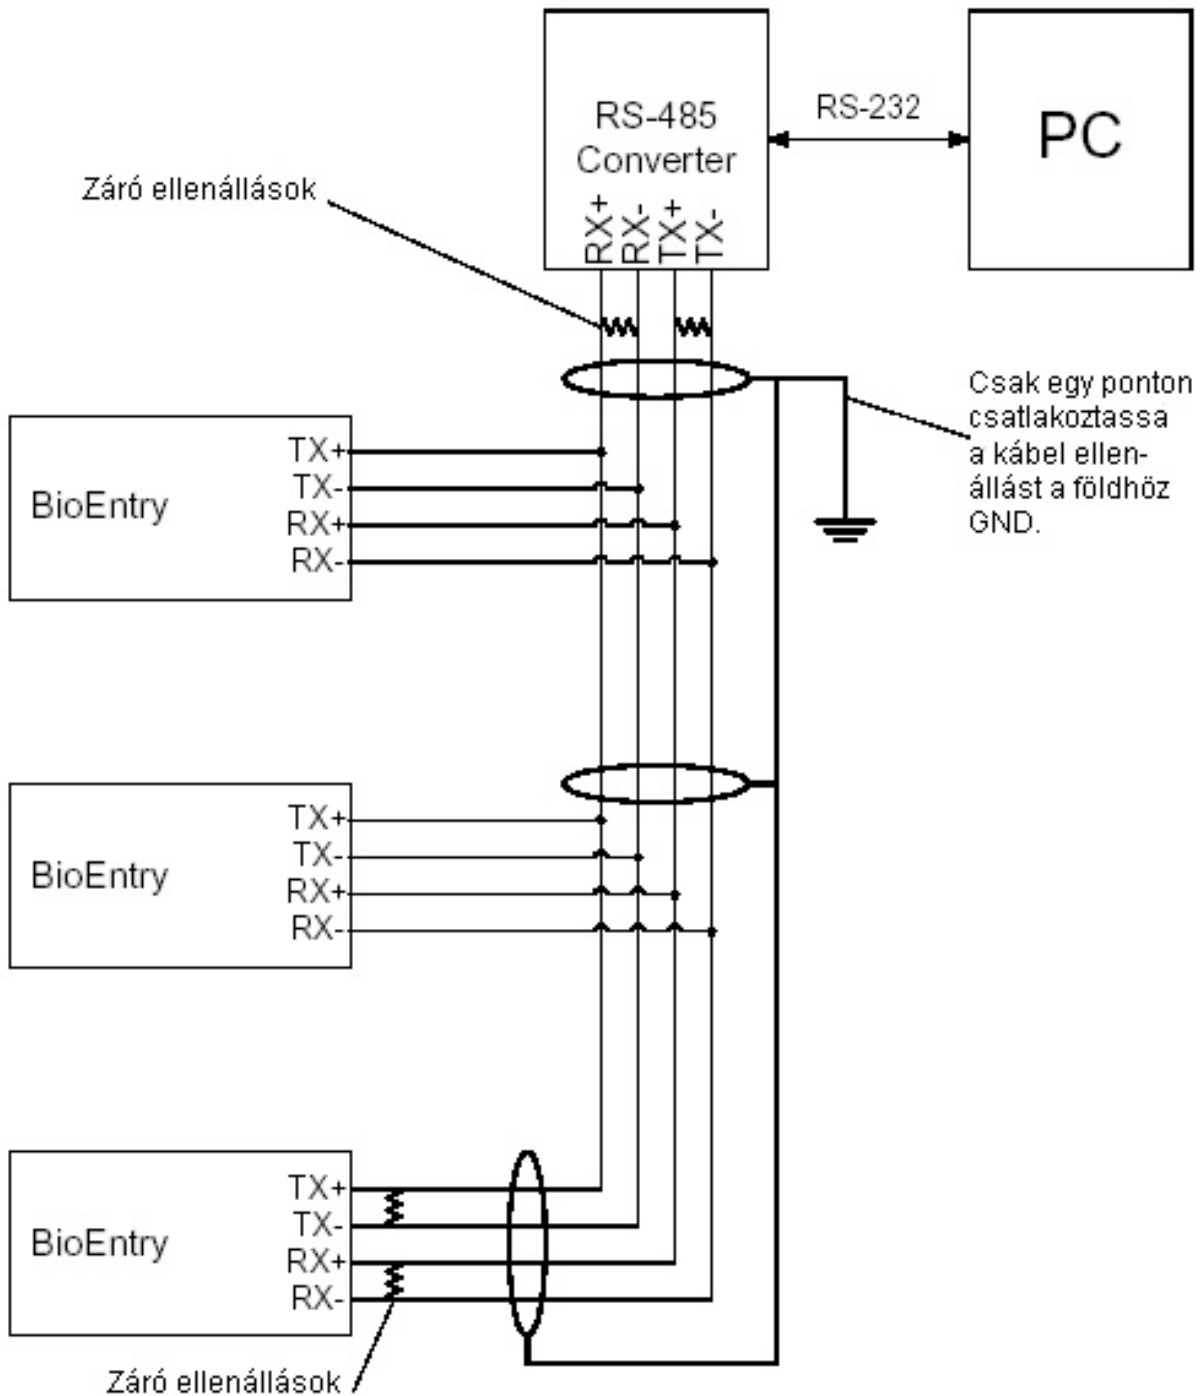 RS-485
Converter
RX+
RX-
TX+
TX-
RS-232
PC
Záró ellenállások
Csak egy ponton
csatlakoztassa
a kábel ellen-
állást a földhöz
GND.
BioEntry
TX+
TX-
RX+
RX-
BioEntry
TX+
TX-
RX+
RX-
BioEntry
TX+
TX-
RX+
RX-
Záró ellenállások